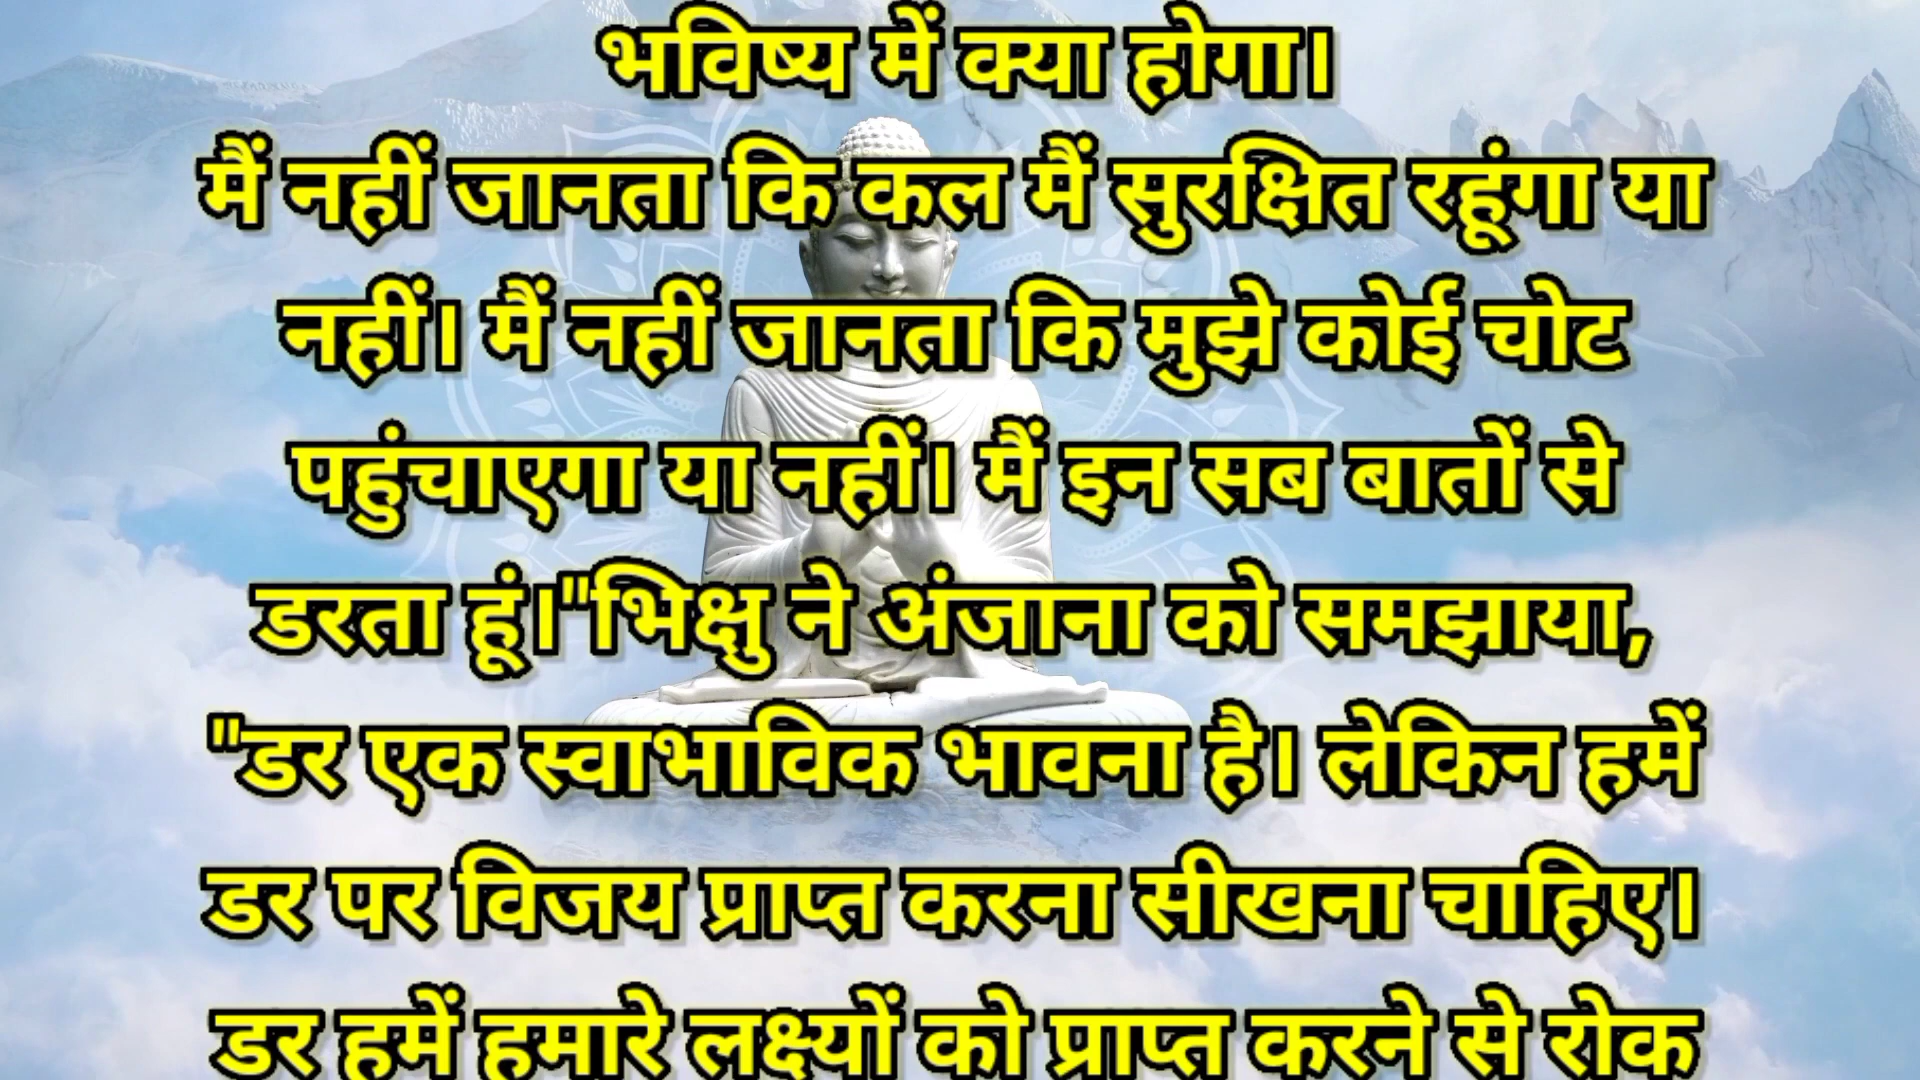 भविष्य में क्या होगा।
मैं नहीं जानता कि कल मैं सुरक्षित रहूंगा या
नहीं। मैं नहीं जानता कि मुझे कोई चोट
पहुंचाएगा या नहीं। मैं इन सब बातों से
डरता हूं।"भिक्षु ने अंजाना को समझाया,
"डर एक स्वाभाविक भावना है। लेकिन हमें
डर पर विजय प्राप्त करना सीखना चाहिए।
डर हमें हमारे लक्ष्यों को प्राप्त करने से रोक